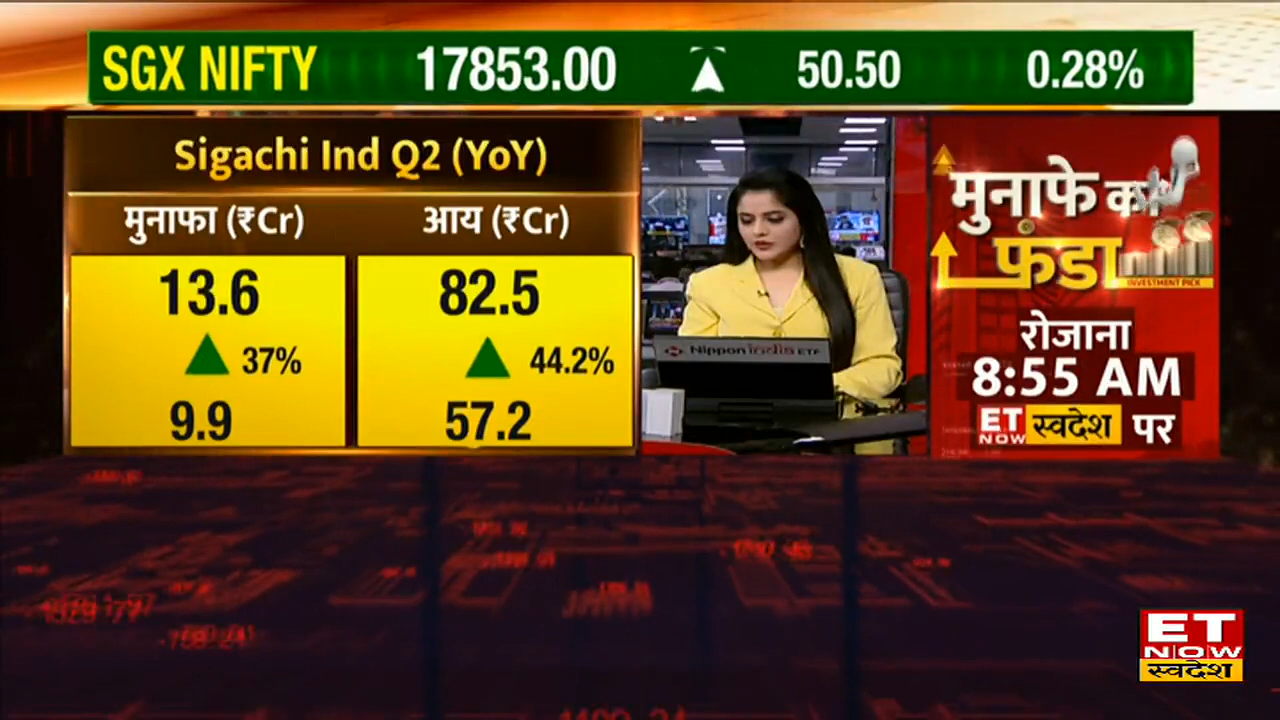 SGX NIFTY 17853.00 50.50 0.28%
Sigachi Ind Q2 (YoY)
मुनाफा (₹Cr) आय (₹Cr)
13.6 82.5
37% 44.2%
9.9 57.2
Nippon india ETF
मुनाफे का
फंडा
INVESTMENT PICK
रोजाना
8:55 AM
ET NOW स्वदेश पर
ET
NOW
स्वदेश